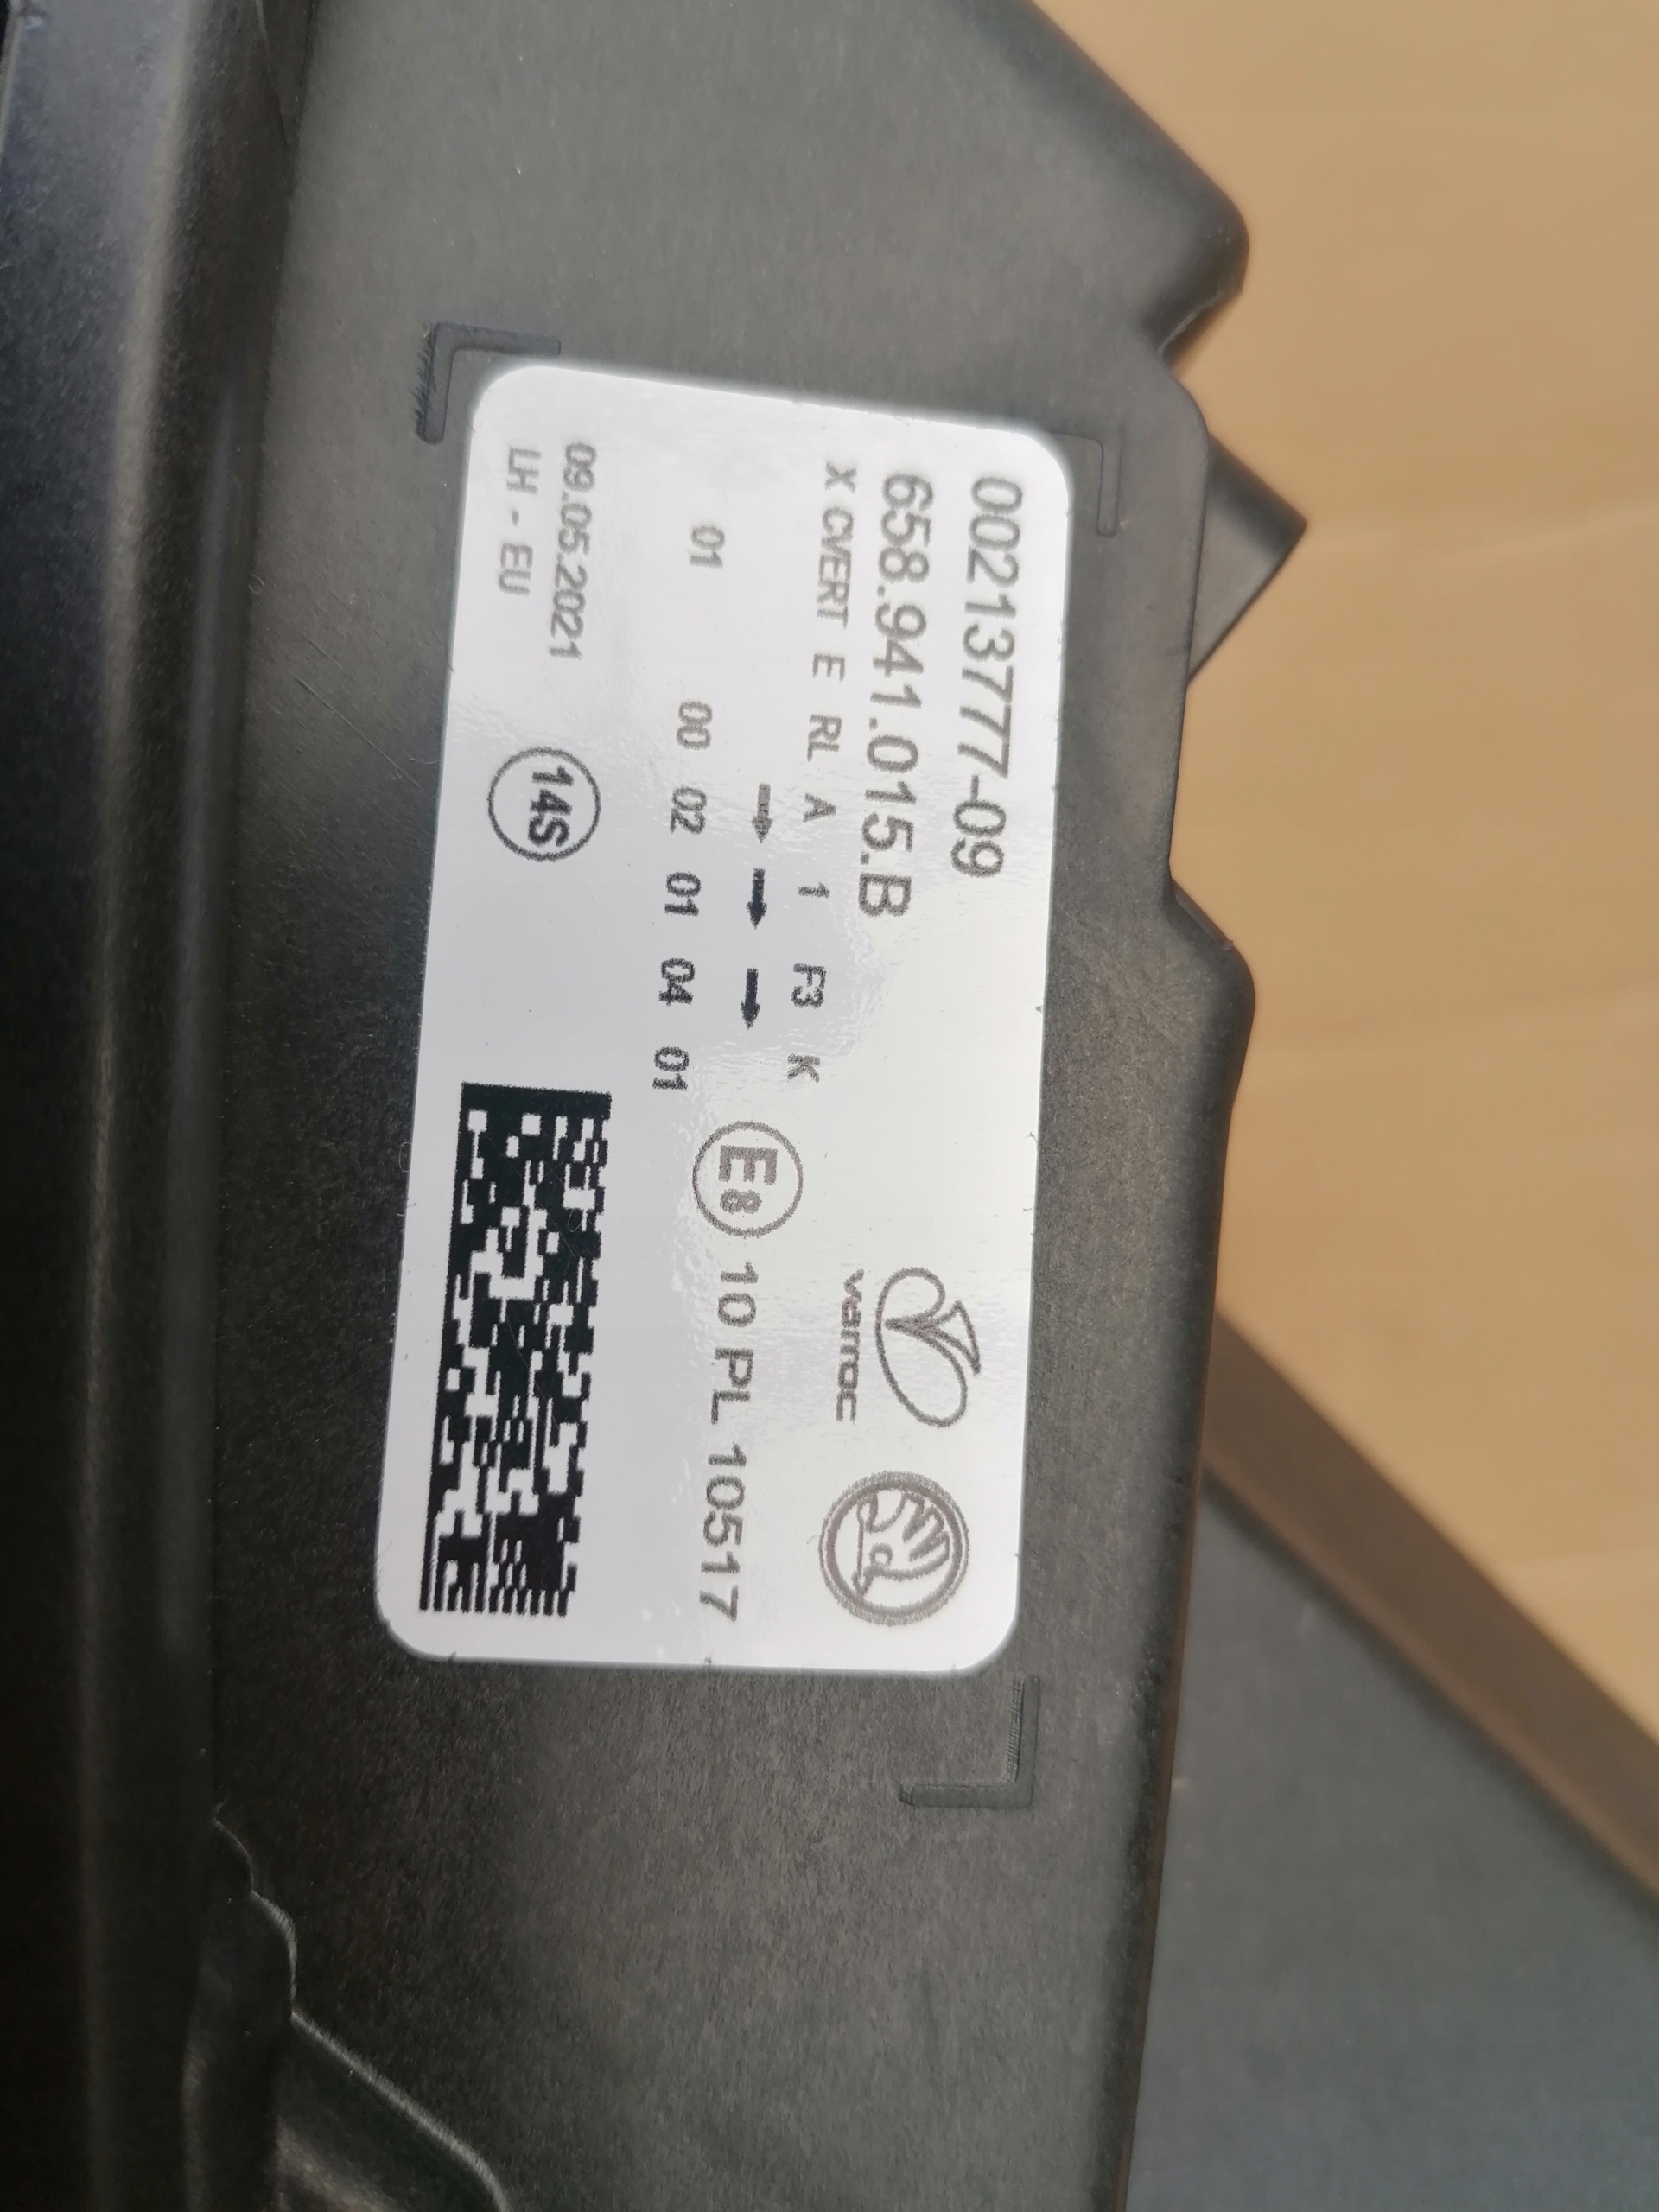 00213777-09
658.941.015.B
varroc
X CVERT E RL A 1 F3 K
E8 10 PL 10517
01 00 02 01 04 01
09.05.2021
LH - EU
14S